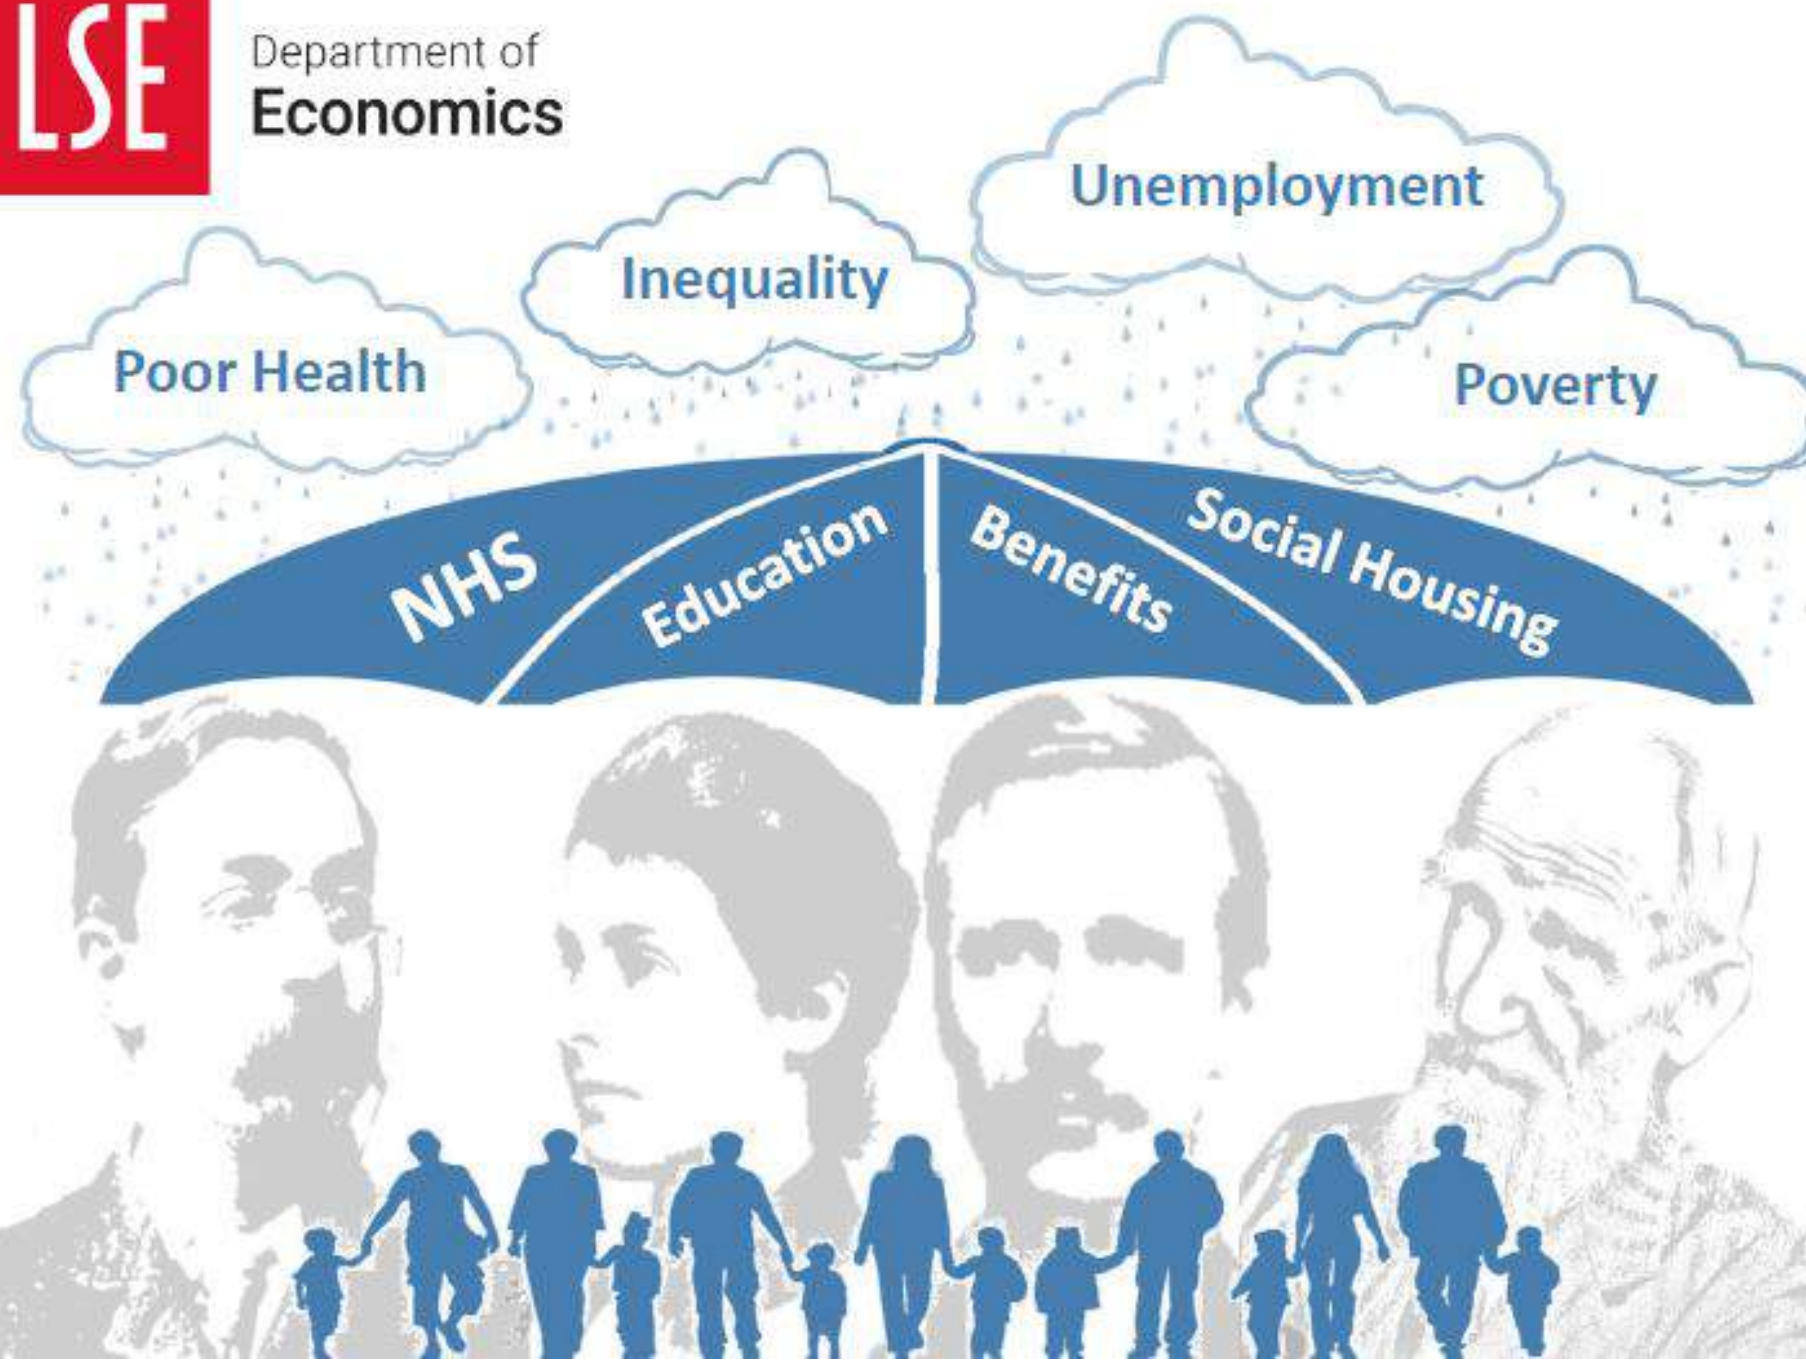 LSE
Department of
Economics
Unemployment
Inequality
Poor Health
Poverty
NHS
Education
Benefits
Social Housing